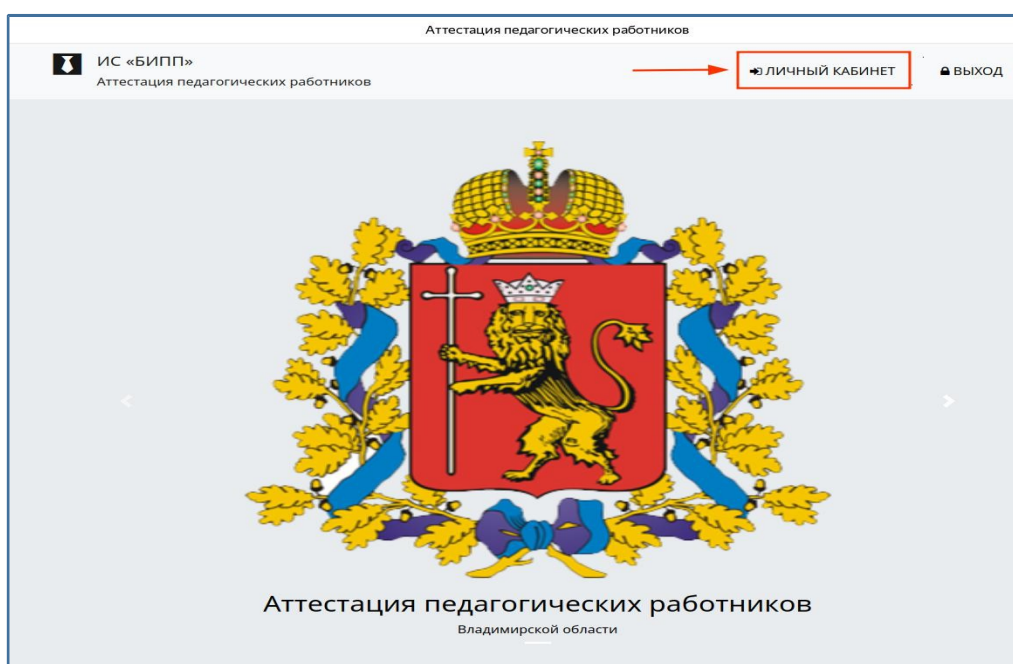 Аттестация педагогических работников
ИС «БИПП»
Аттестация педагогических работников
ЛИЧНЫЙ КАБИНЕТ
ВЫХОД
Аттестация педагогических работников
Владимирской области